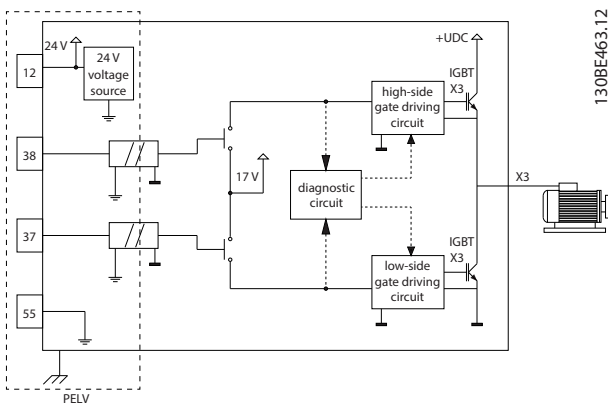 130BE463.12
+UDC
24 V
12
24 V
voltage
source
IGBT
X3
high-side
gate driving
circuit
38
17 V
diagnostic
circuit
X3
37
IGBT
X3
low-side
gate driving
circuit
55
PELV